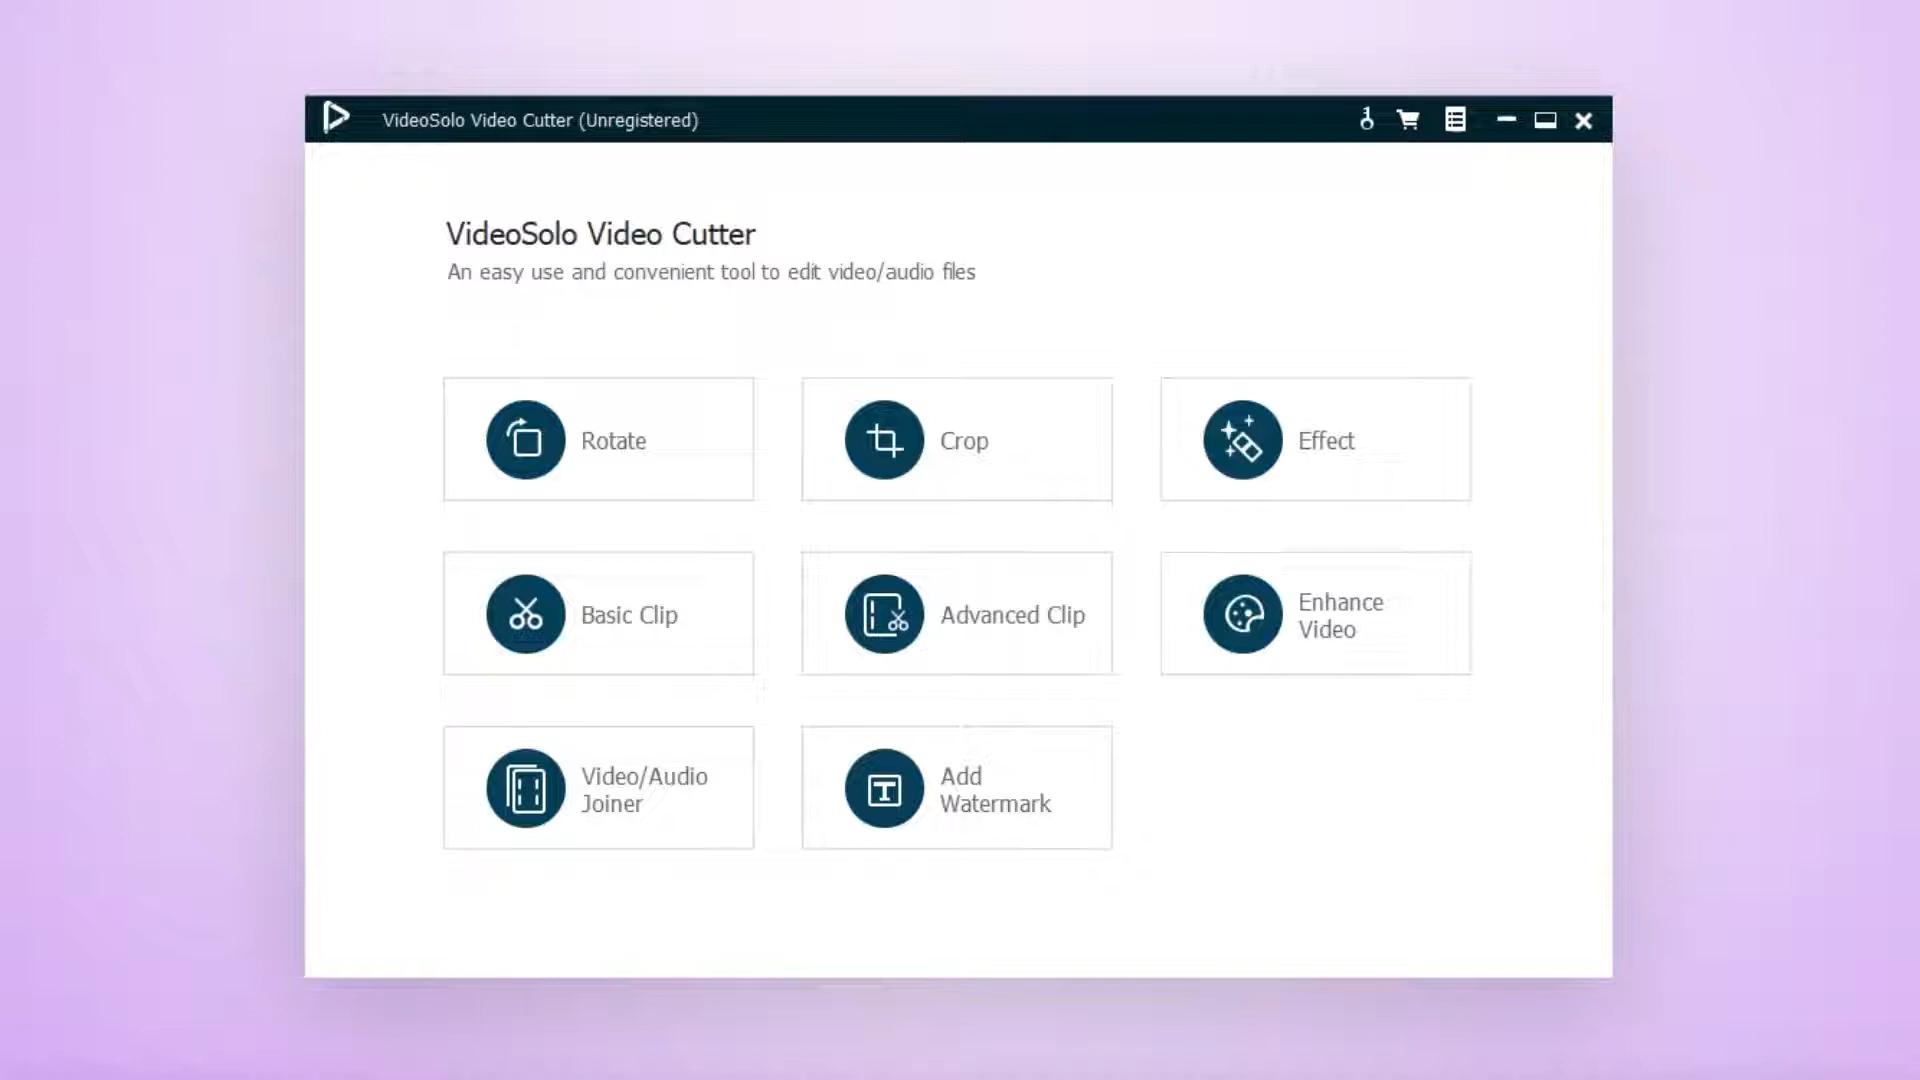 VideoSolo Video Cutter (Unregistered)
VideoSolo Video Cutter
An easy use and convenient tool to edit video/audio files
Rotate
Crop
Effect
Basic Clip
Advanced Clip
Enhance
Video
Video/Audio
Joiner
Add
Watermark